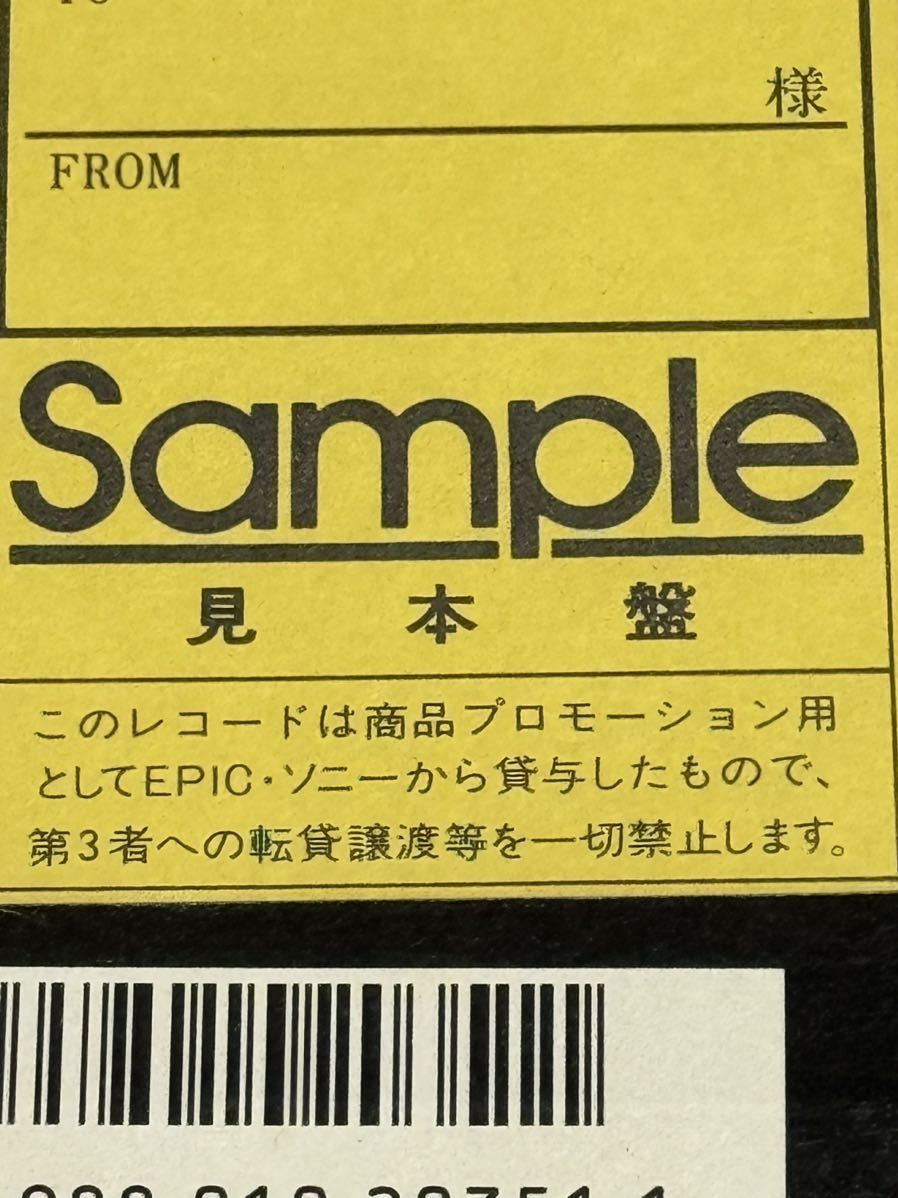 様
FROM
Sample
見本盤
このレコードは商品プロモーション用
としてEPIC・ソニーから貸与したもので、
第3者への転貸譲渡等を一切禁止します。